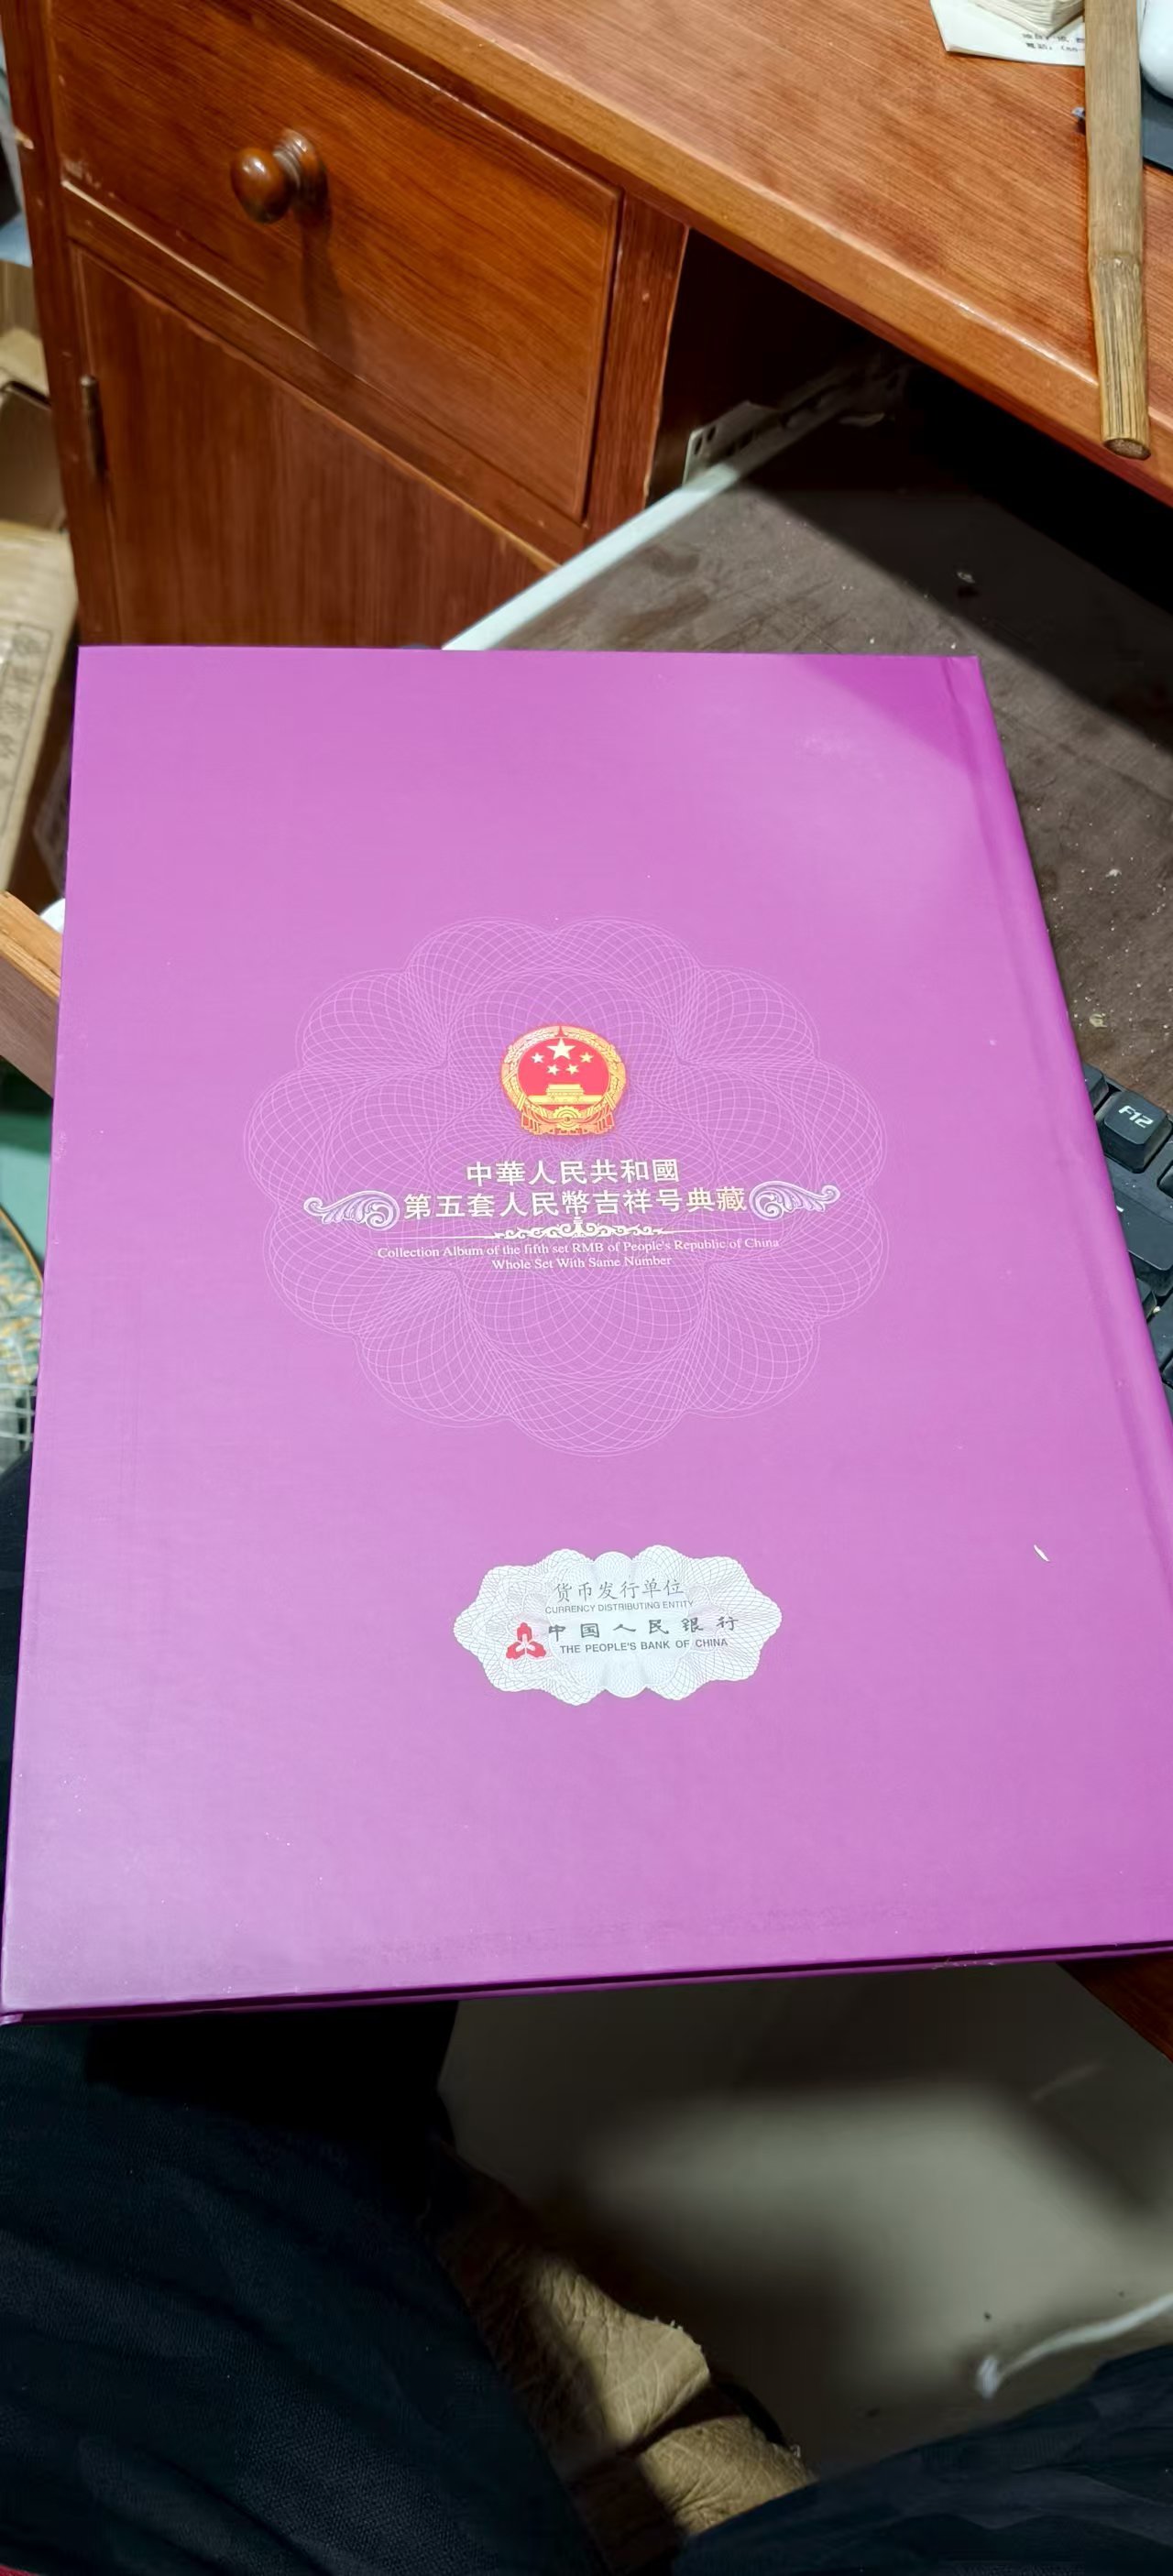 中華人民共和國
第五套人民幣吉祥号典藏
Collection Album of the fifth set RMB of People's Republic of China
Whole Set With Same Number
货币发行单位
CURRENCY DISTRIBUTING ENTITY
中国人民银行
THE PEOPLE'S BANK OF CHINA
F12